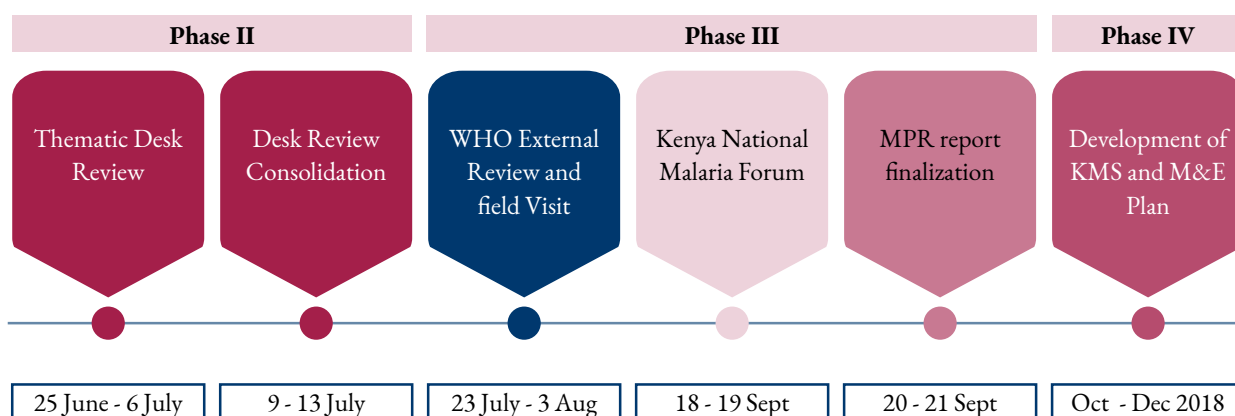 Phase II
Phase III
Phase IV
Thematic Desk
Review
Desk Review
Consolidation
WHO External
Review and
field Visit
Kenya National
Malaria Forum
MPR report
finalization
Development of
KMS and M&E
Plan
25 June - 6 July
9 - 13 July
23 July - 3 Aug
18 - 19 Sept
20 - 21 Sept
Oct - Dec 2018